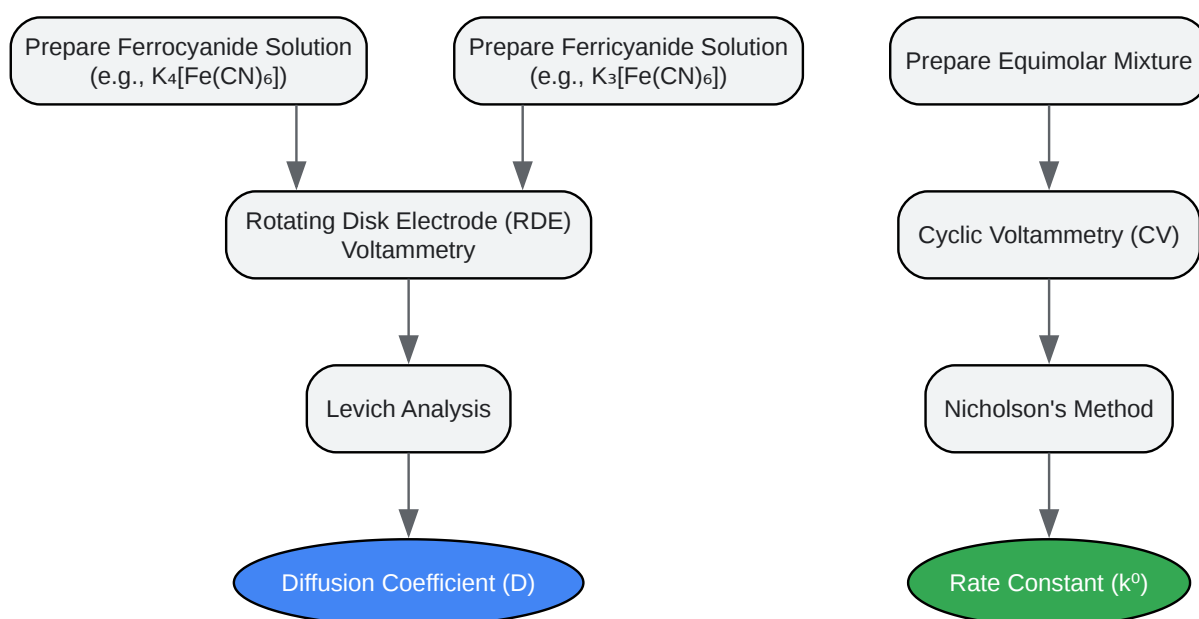 Prepare Ferrocyanide Solution
(e.g., K₄[Fe(CN)₆])
Prepare Ferricyanide Solution
(e.g., K₃[Fe(CN)₆])
Prepare Equimolar Mixture
Rotating Disk Electrode (RDE)
Voltammetry
Cyclic Voltammetry (CV)
Levich Analysis
Nicholson's Method
Diffusion Coefficient (D)
Rate Constant (k⁰)